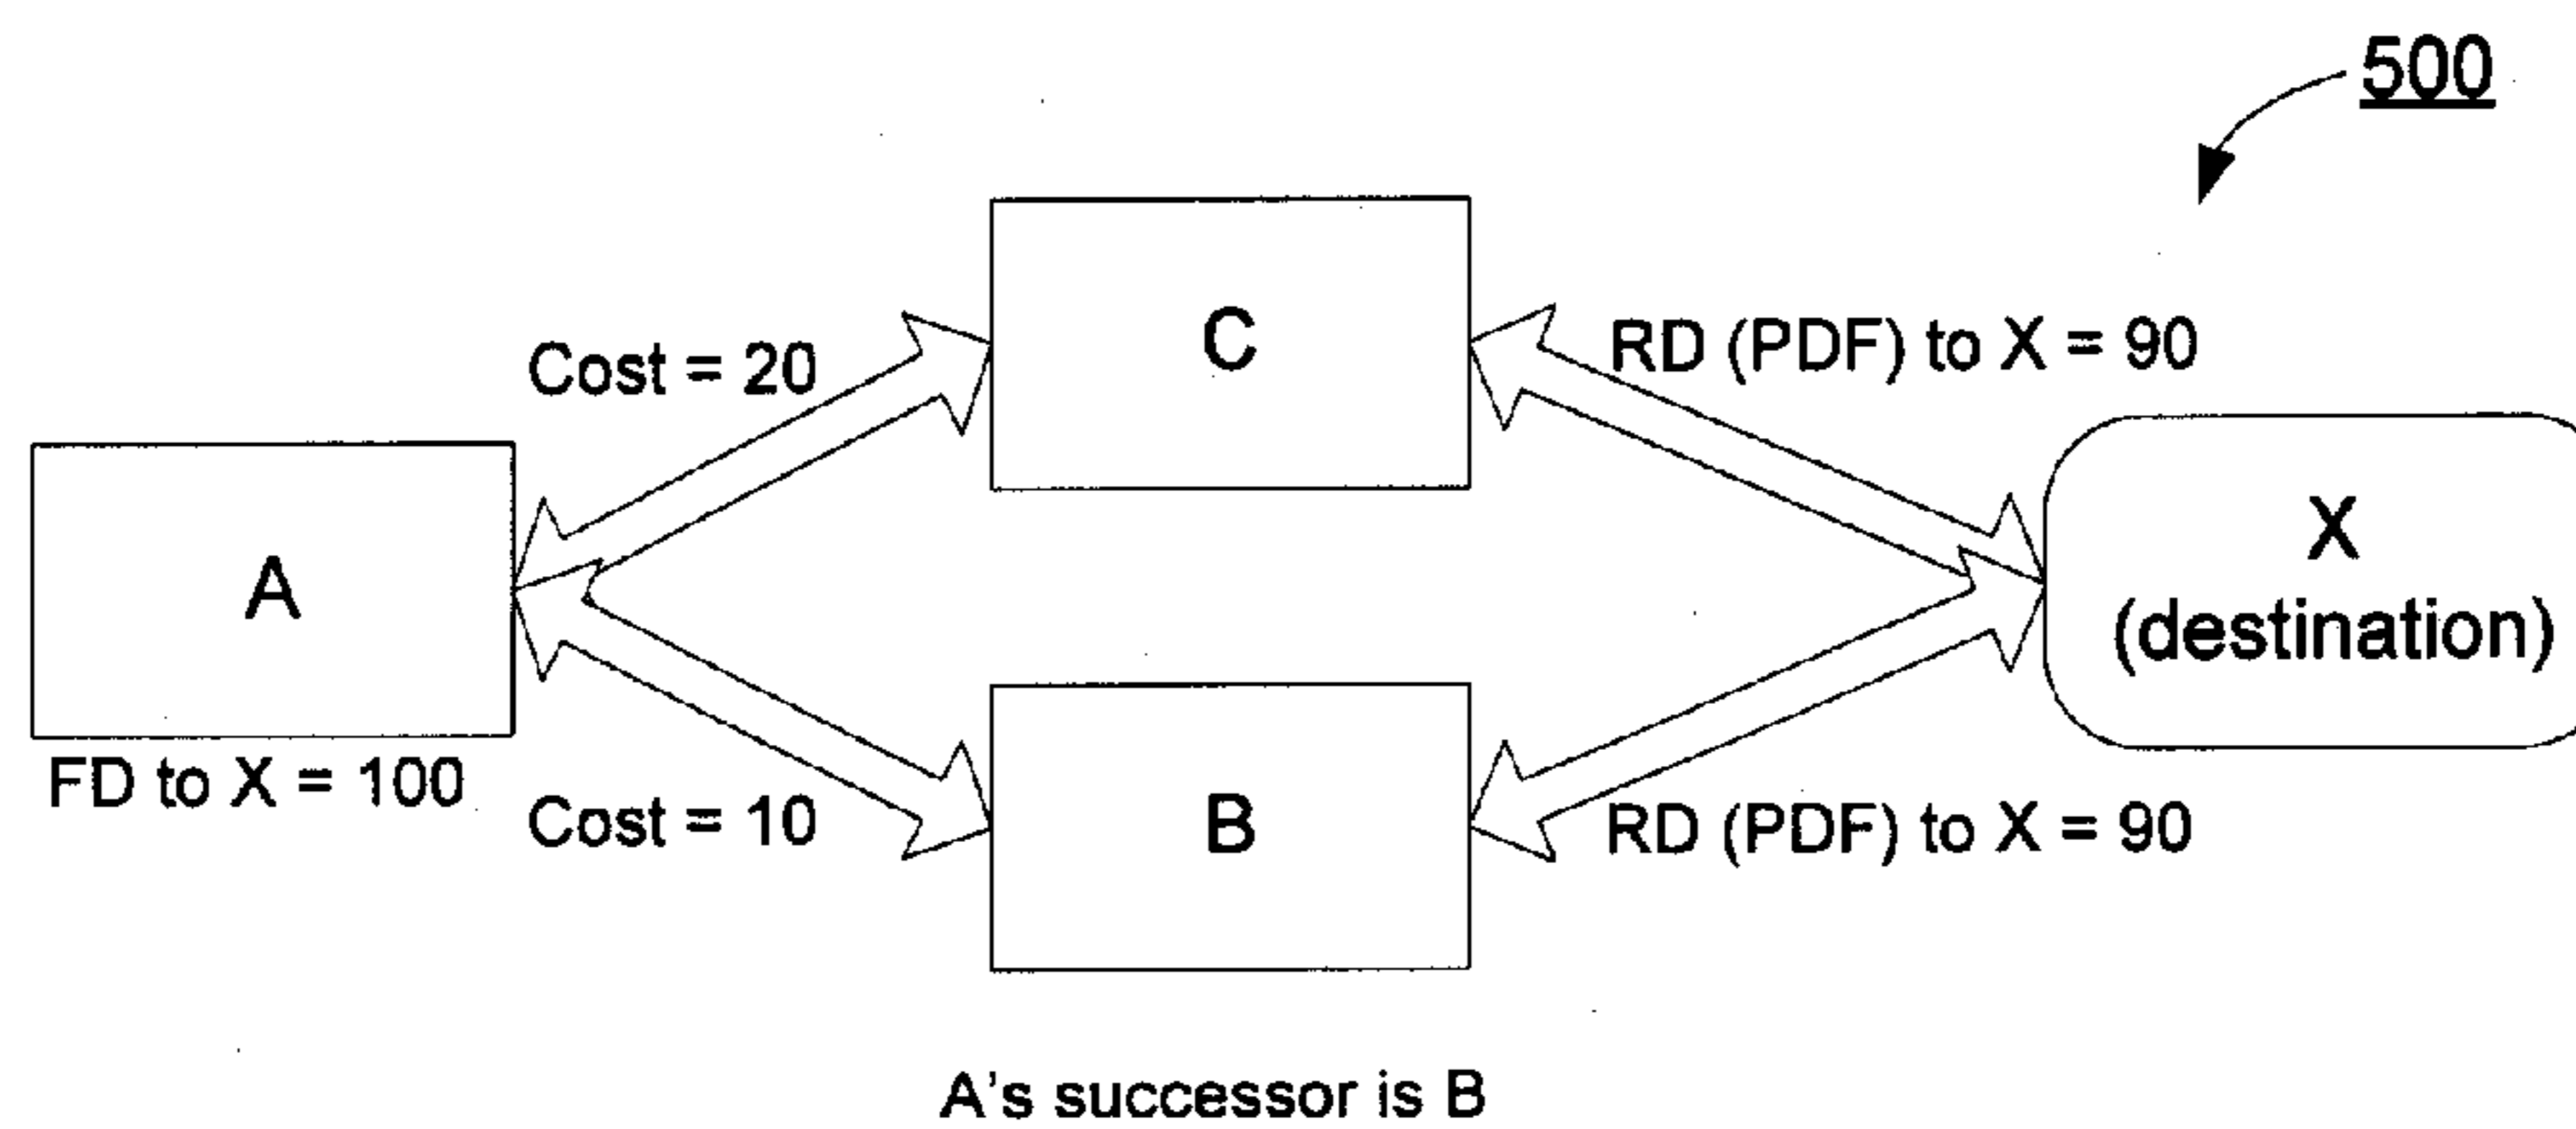 500
C
Cost = 20
RD (PDF) to X = 90
A
X
(destination)
FD to X = 100
Cost = 10
B
RD (PDF) to X = 90
A's successor is B